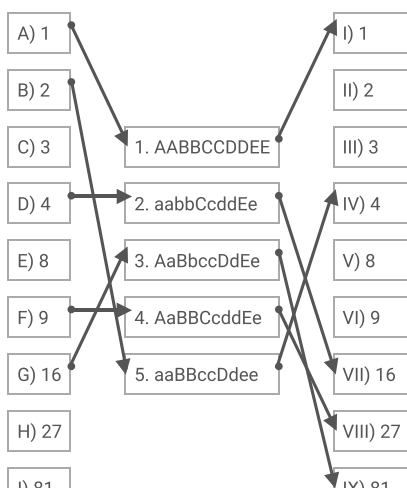 A) 1
B) 2
C) 3
D) 4
E) 8
F) 9
G) 16
H) 27
I) 81
1. AABBCCDDEE
2. aabbCcddEe
3. AaBbccDdEe
4. AaBBCcddEe
5. aaBBccDdee
I) 1
II) 2
III) 3
IV) 4
V) 8
VI) 9
VII) 16
VIII) 27
IX) 81